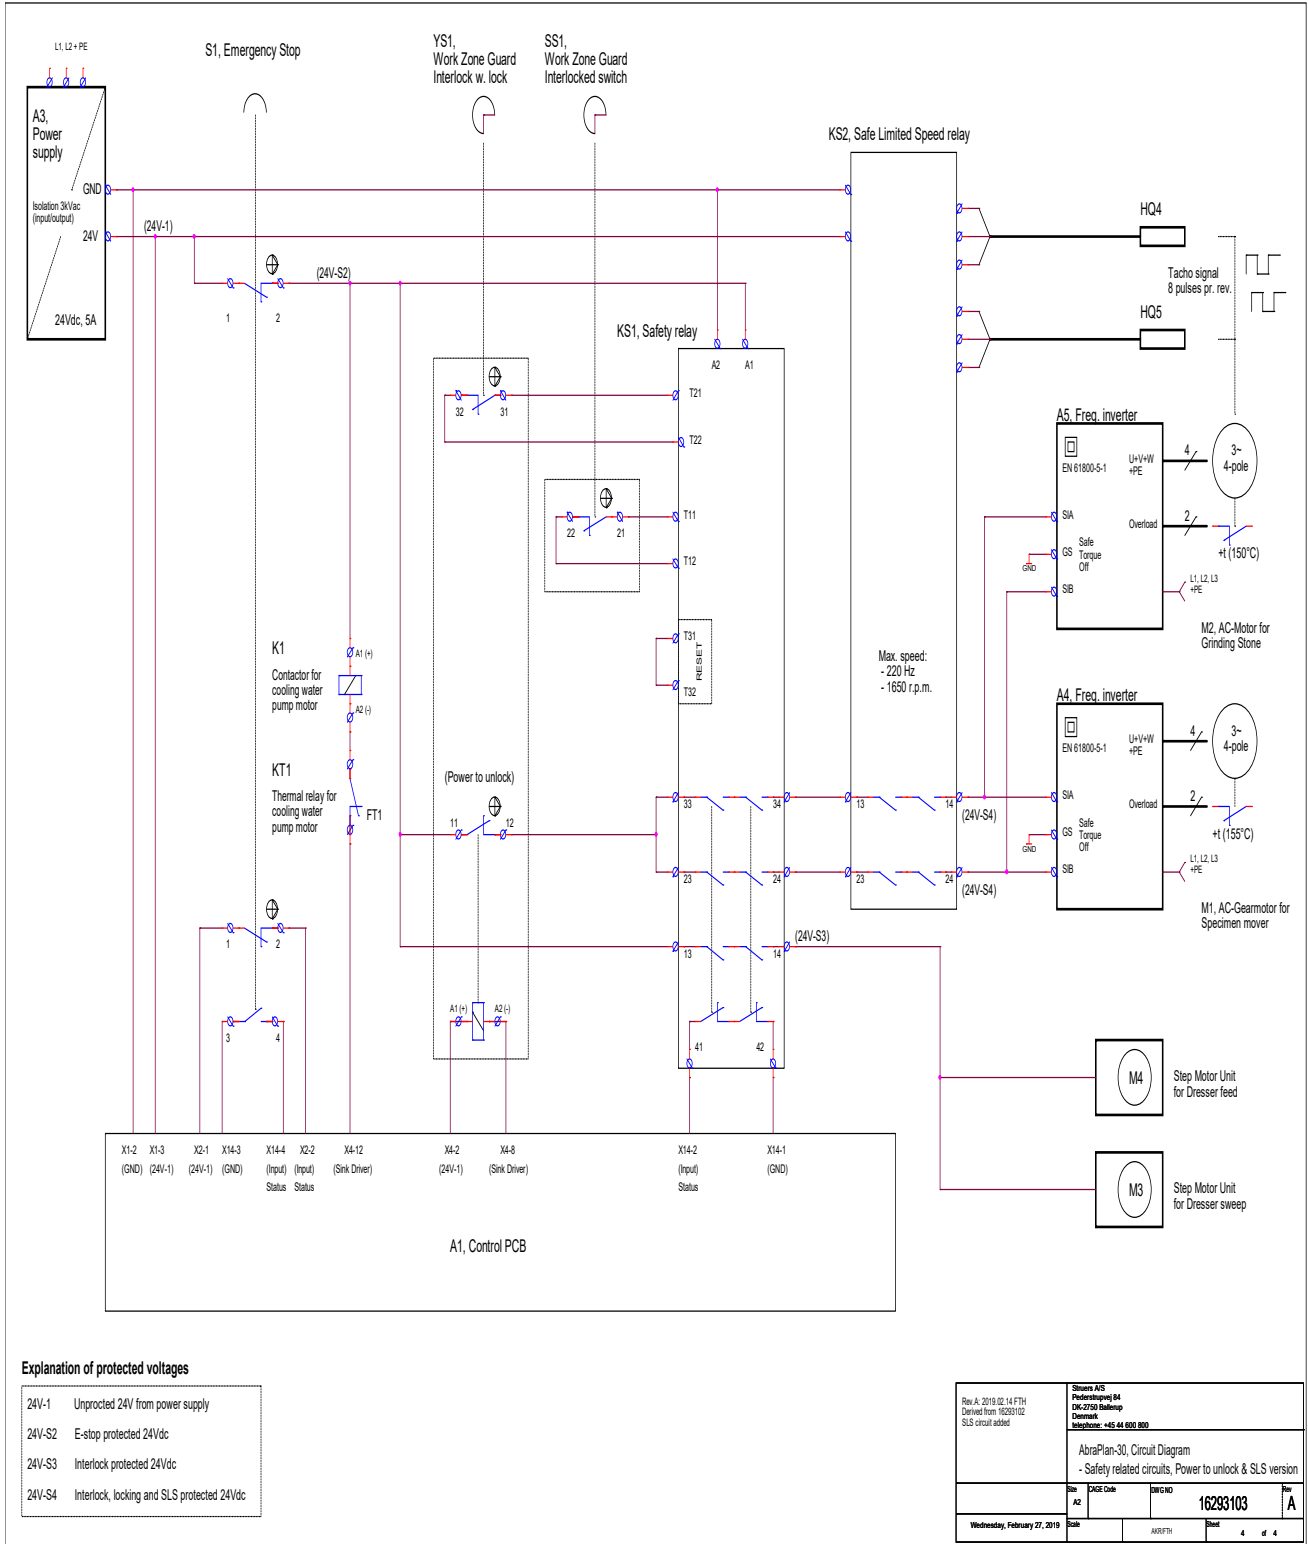 L1, L2 + PE
S1, Emergency Stop
YS1,
Work Zone Guard
Interlock w. lock
SS1,
Work Zone Guard
Interlocked switch
A3,
Power
supply
GND
Isolation 3kVac
(input/output)
24V
24Vdc, 5A
(24V-1)
(24V-S2)
1
2
KS2, Safe Limited Speed relay
HQ4
Tacho signal
8 pulses pr. rev.
HQ5
KS1, Safety relay
A2
A1
T21
32
31
T22
T11
22
21
T12
T31
RESET
T32
Max. speed:
- 220 Hz
- 1650 r.p.m.
A5, Freq. inverter
EN 61800-5-1
U+V+W
+PE
4
3~
4-pole
SIA
Overload
2
+t (150°C)
GS
Safe
Torque
Off
GND
SIB
L1, L2, L3
+PE
M2, AC-Motor for
Grinding Stone
K1
Contactor for
cooling water
pump motor
A1 (+)
A2 (-)
KT1
Thermal relay for
cooling water
pump motor
FT1
(Power to unlock)
11
12
33
34
13
14
(24V-S4)
23
24
23
24
(24V-S4)
13
14
(24V-S3)
A4, Freq. inverter
EN 61800-5-1
U+V+W
+PE
4
3~
4-pole
SIA
Overload
2
+t (155°C)
GS
Safe
Torque
Off
GND
SIB
L1, L2, L3
+PE
M1, AC-Gearmotor for
Specimen mover
1
2
3
4
A1 (+)
A2 (-)
41
42
M4
Step Motor Unit
for Dresser feed
M3
Step Motor Unit
for Dresser sweep
X1-2
(GND)
X1-3
(24V-1)
X2-1
(24V-1)
X14-3
(GND)
X14-4
(Input)
Status
X2-2
(Input)
Status
X4-12
(Sink Driver)
X4-2
(24V-1)
X4-8
(Sink Driver)
X14-2
(Input)
Status
X14-1
(GND)
A1, Control PCB
Explanation of protected voltages
24V-1 Unprocted 24V from power supply
24V-S2 E-stop protected 24Vdc
24V-S3 Interlock protected 24Vdc
24V-S4 Interlock, locking and SLS protected 24Vdc
Rev.A: 2019.02.14 FTH
Derived from 16293102
SLS circuit added
Struers A/S
Pederstrupvej 84
DK-2750 Ballerup
Denmark
telephone: +45 44 600 800
AbraPlan-30, Circuit Diagram
- Safety related circuits, Power to unlock & SLS version
Size
A2
CAGE Code
DWG NO
16293103
Rev
A
Wednesday, February 27, 2019
Scale
AKR/FTH
Sheet
4 of 4